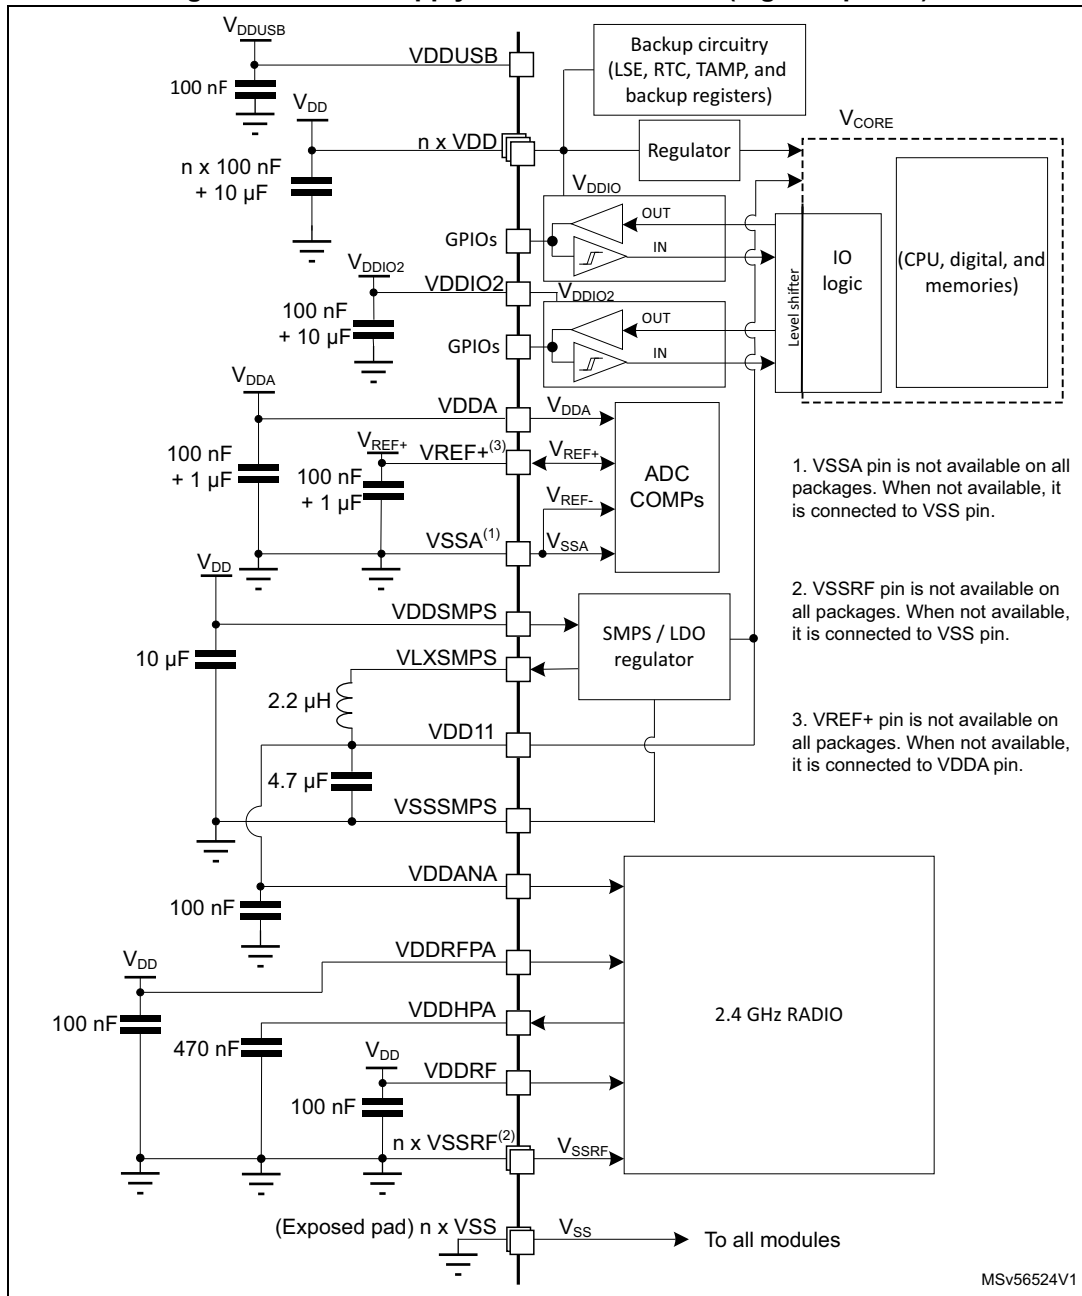 VDDUSB
VDDUSB
100 nF
Backup circuitry
(LSE, RTC, TAMP, and
backup registers)
VDD
n x VDD
n x 100 nF
+ 10 µF
Regulator
VCORE
VDDIO
OUT
IN
GPIOs
Level shifter
IO
logic
(CPU, digital, and
memories)
VDDIO2
VDDIO2
VDDIO2
100 nF
+ 10 µF
OUT
IN
GPIOs
VDDA
VDDA
VDDA
100 nF
+ 1 µF
VREF+
VREF+(3)
VREF+
100 nF
+ 1 µF
VREF-
ADC
COMPs
VSSA(1)
VSSA
1. VSSA pin is not available on all
packages. When not available, it
is connected to VSS pin.
2. VSSRF pin is not available on
all packages. When not available,
it is connected to VSS pin.
3. VREF+ pin is not available on
all packages. When not available,
it is connected to VDDA pin.
VDD
VDDSMPS
10 µF
SMPS / LDO
regulator
VLXSMPS
2.2 µH
VDD11
4.7 µF
VSSSMPS
VDDANA
100 nF
VDD
VDDRFPA
100 nF
VDDHPA
470 nF
2.4 GHz RADIO
VDD
VDDRF
100 nF
n x VSSRF(2)
VSSRF
(Exposed pad) n x VSS
VSS
To all modules
MSv56524V1